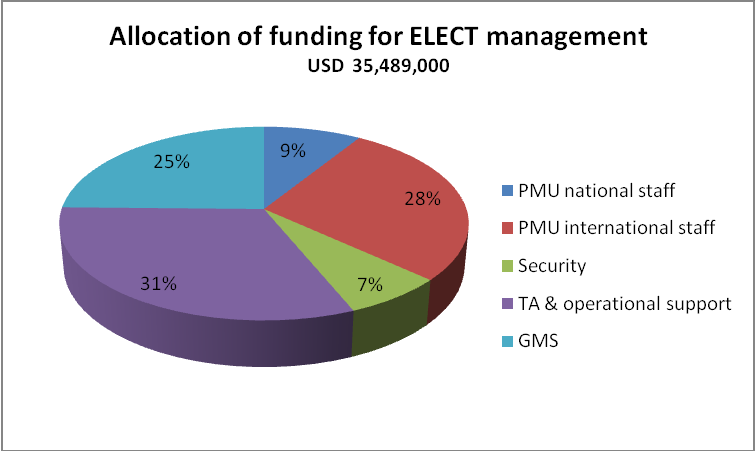 Allocation of funding for ELECT management
USD 35,489,000
9%
25%
28%
7%
31%
PMU national staff
PMU international staff
Security
TA & operational support
GMS